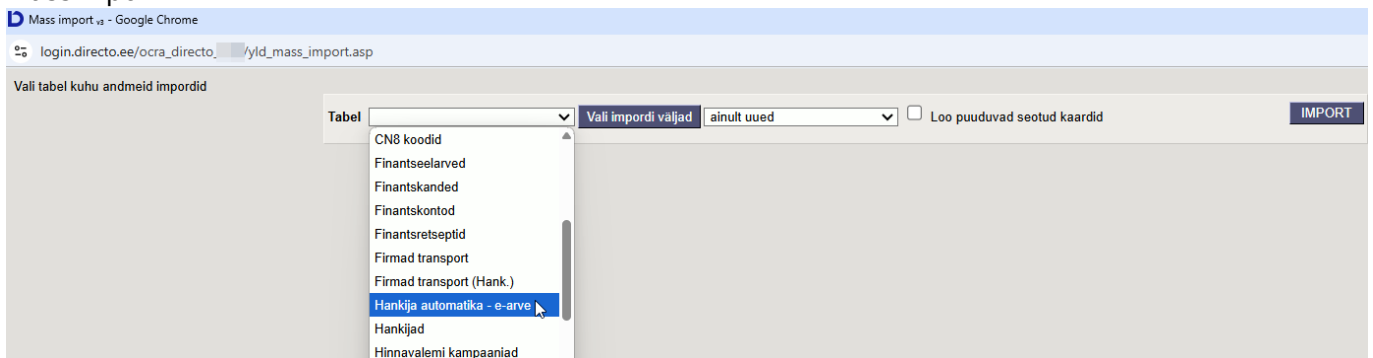 Mass import v3 - Google Chrome
login.directo.ee/ocra_directo_ /yld_mass_import.asp
Vali tabel kuhu andmeid impordid
Tabel Vali impordi väljad ainult uued Loo puuduvad seotud kaardid IMPORT
CN8 koodid
Finantseelarved
Finantskanded
Finantskontod
Finantsretseptid
Firmad transport
Firmad transport (Hank.)
Hankija automatika - e-arve
Hankijad
Hinnavalemi kampaaniad